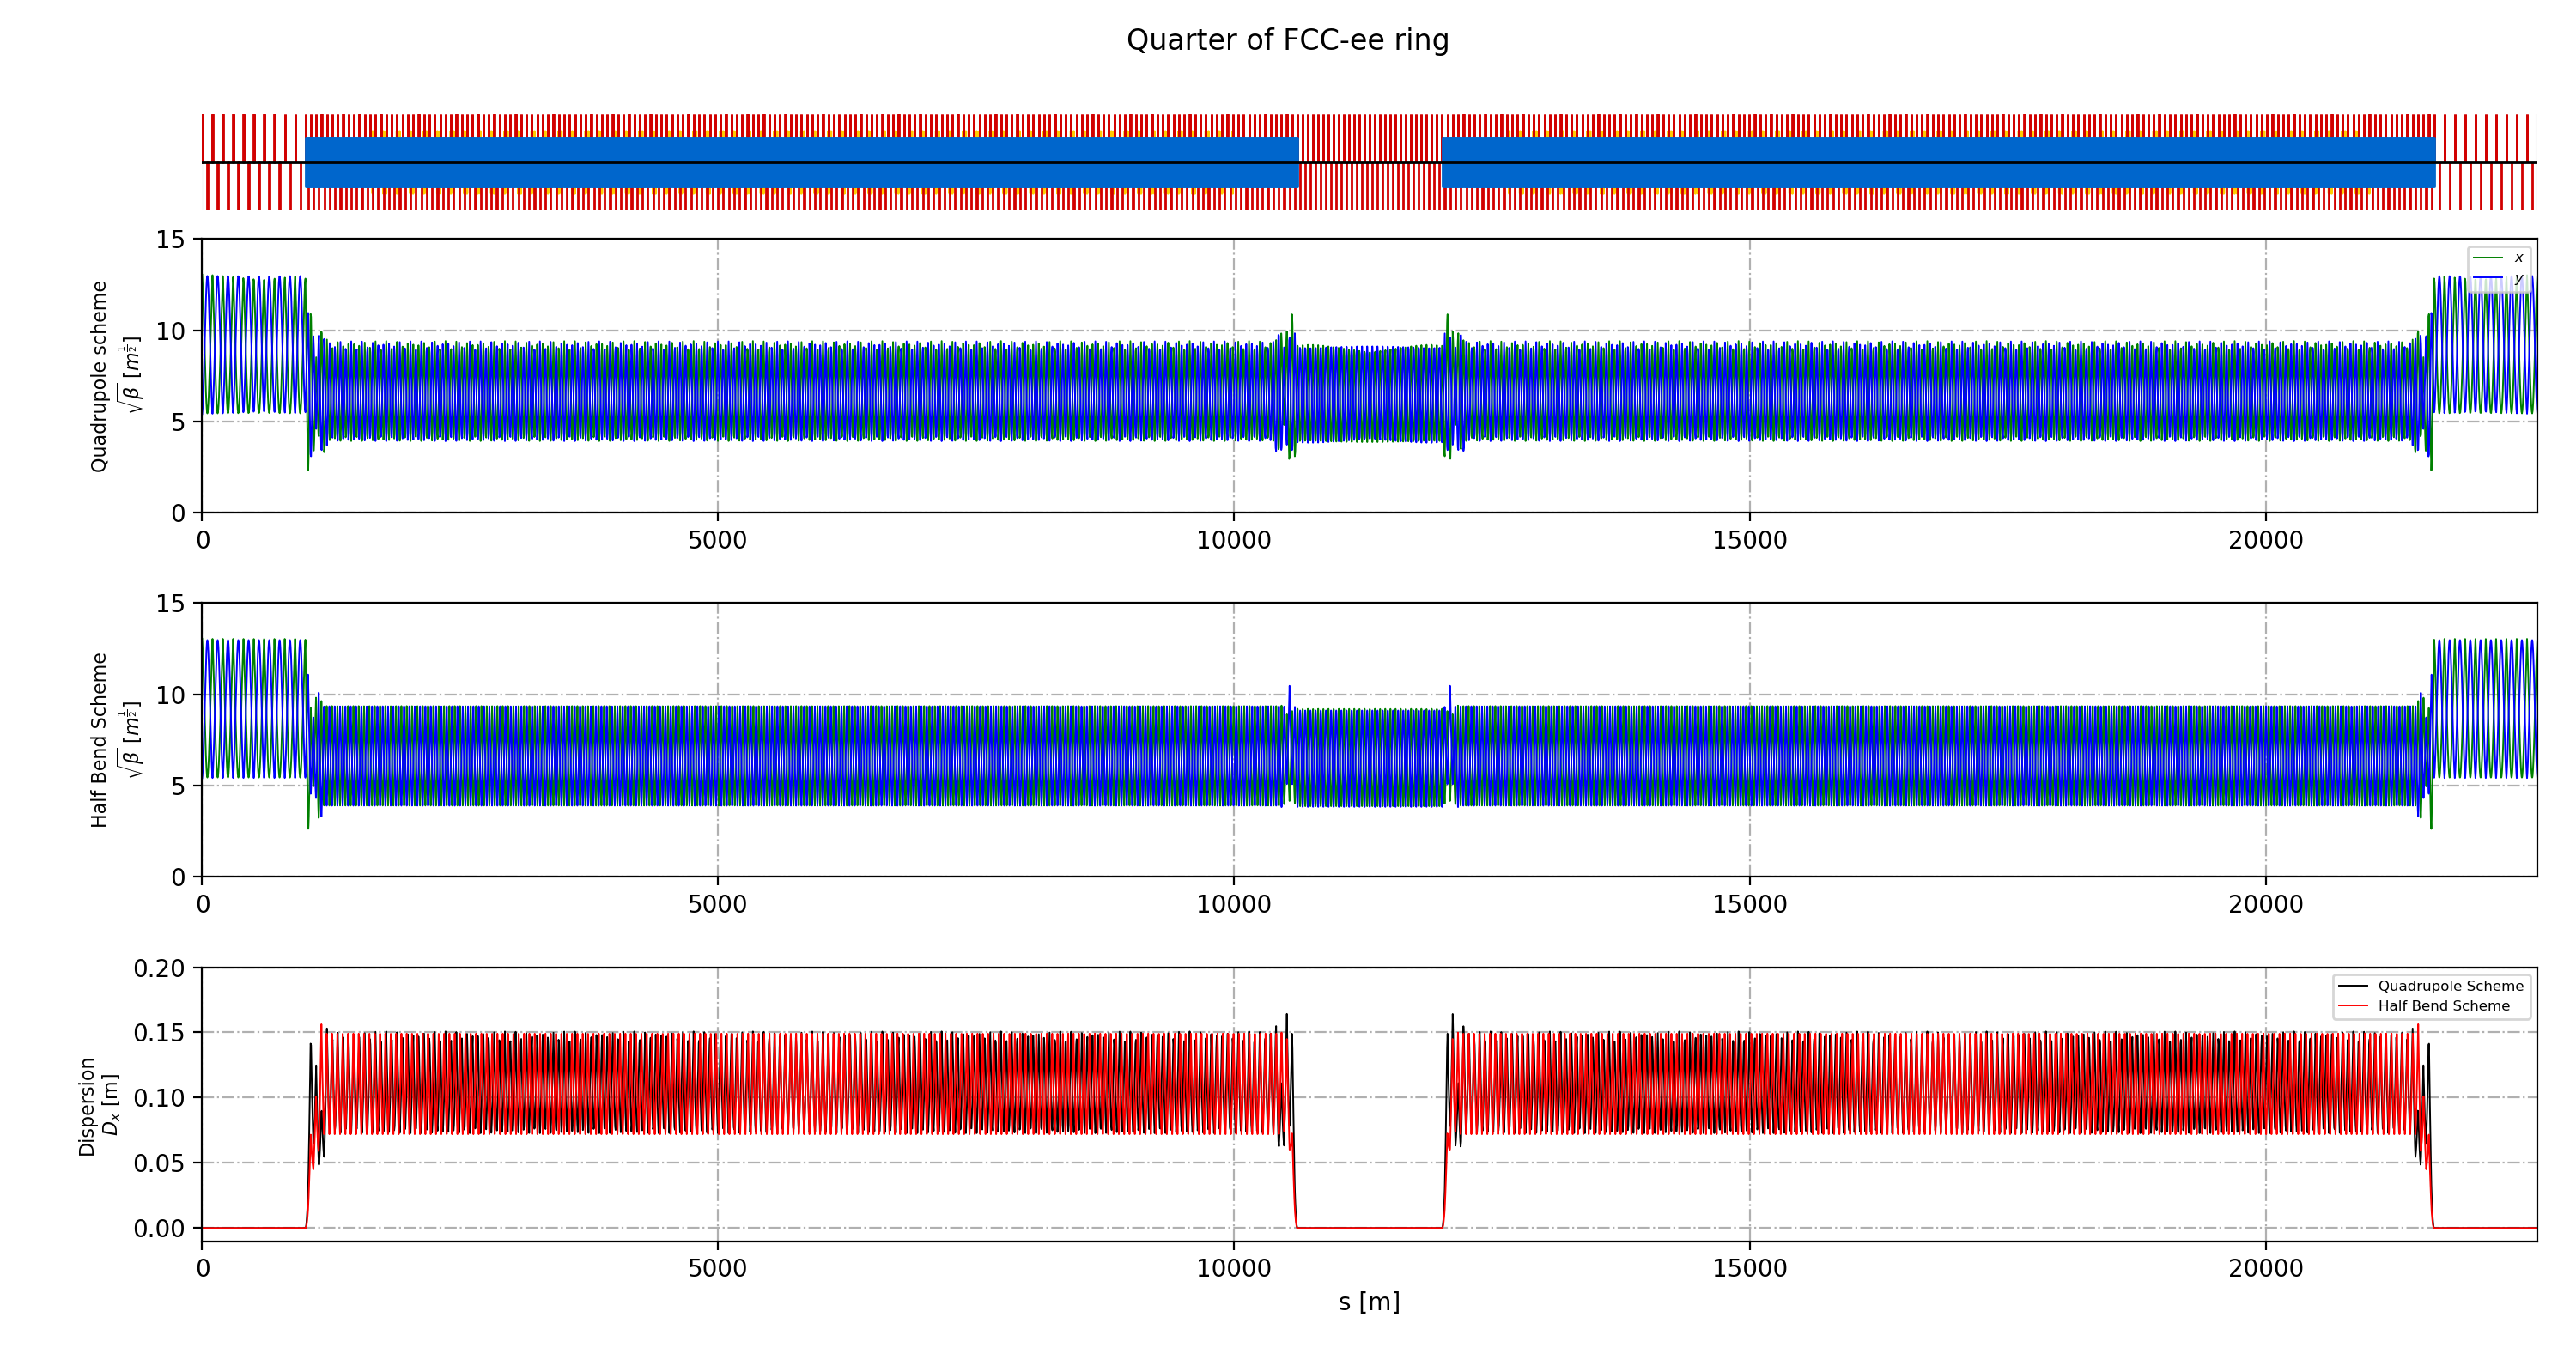 Quarter of FCC-ee ring
Quadrupole scheme
√β [m^{1/2}]
15
10
5
0
x
y
0 5000 10000 15000 20000
Half Bend Scheme
√β [m^{1/2}]
15
10
5
0
0 5000 10000 15000 20000
Dispersion
D_x [m]
0.20
0.15
0.10
0.05
0.00
Quadrupole Scheme
Half Bend Scheme
0 5000 10000 15000 20000
s [m]